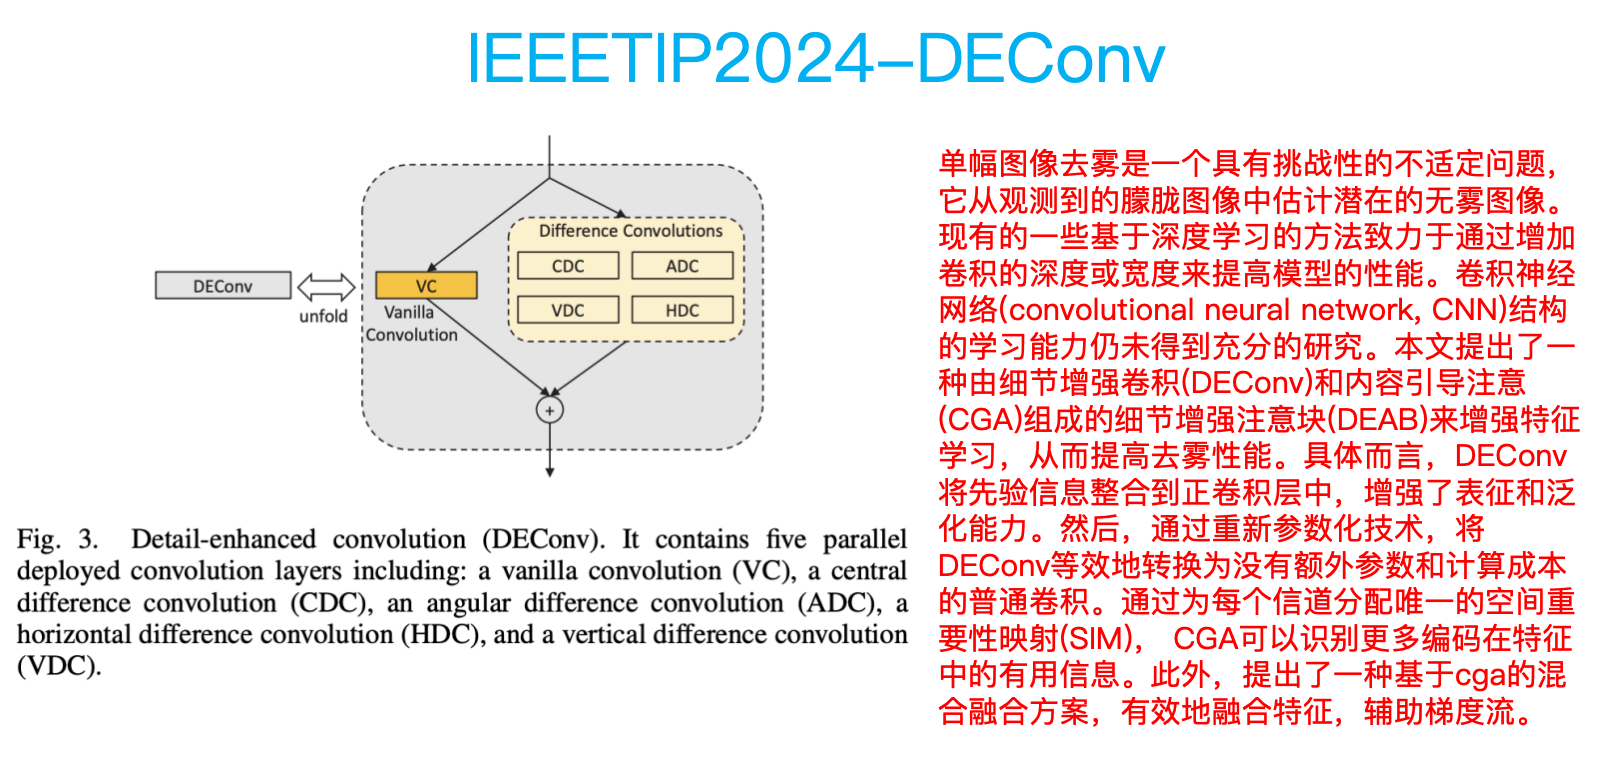 IEEETIP2024–DEConv
DEConv
unfold
VC
Vanilla
Convolution
Difference Convolutions
CDC
ADC
VDC
HDC
+
Fig. 3. Detail-enhanced convolution (DEConv). It contains five parallel
deployed convolution layers including: a vanilla convolution (VC), a central
difference convolution (CDC), an angular difference convolution (ADC), a
horizontal difference convolution (HDC), and a vertical difference convolution
(VDC).
单幅图像去雾是一个具有挑战性的不适定问题，
它从观测到的朦胧图像中估计潜在的无雾图像。
现有的一些基于深度学习的方法致力于通过增加
卷积的深度或宽度来提高模型的性能。卷积神经
网络(convolutional neural network, CNN)结构
的学习能力仍未得到充分的研究。本文提出了一
种由细节增强卷积(DEConv)和内容引导注意
(CGA)组成的细节增强注意块(DEAB)来增强特征
学习，从而提高去雾性能。具体而言，DEConv
将先验信息整合到正卷积层中，增强了表征和泛
化能力。然后，通过重新参数化技术，将
DEConv等效地转换为没有额外参数和计算成本
的普通卷积。通过为每个信道分配唯一的空间重
要性映射(SIM)， CGA可以识别更多编码在特征
中的有用信息。此外，提出了一种基于cga的混
合融合方案，有效地融合特征，辅助梯度流。